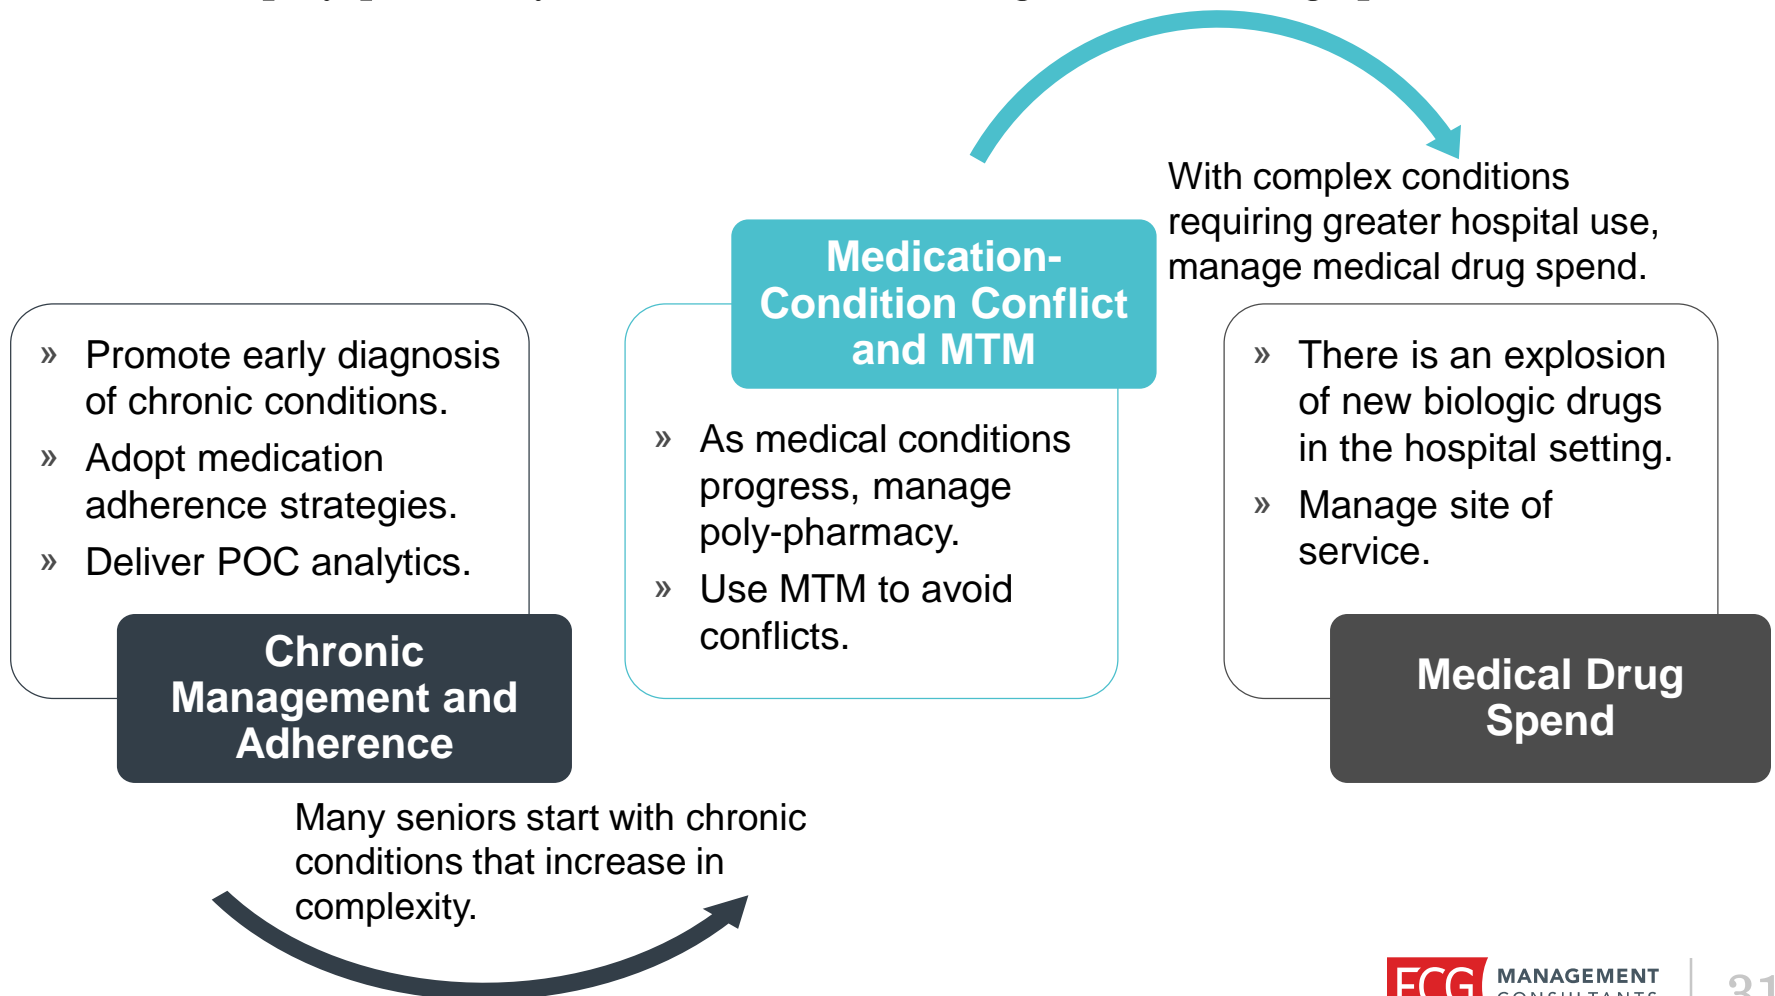 With complex conditions
requiring greater hospital use,
manage medical drug spend.
Medication-
Condition Conflict
and MTM
» Promote early diagnosis
of chronic conditions.
» Adopt medication
adherence strategies.
» Deliver POC analytics.
Chronic
Management and
Adherence
» As medical conditions
progress, manage
poly-pharmacy.
» Use MTM to avoid
conflicts.
» There is an explosion
of new biologic drugs
in the hospital setting.
» Manage site of
service.
Medical Drug
Spend
Many seniors start with chronic
conditions that increase in
complexity.
ECG MANAGEMENT
CONSULTANTS
31